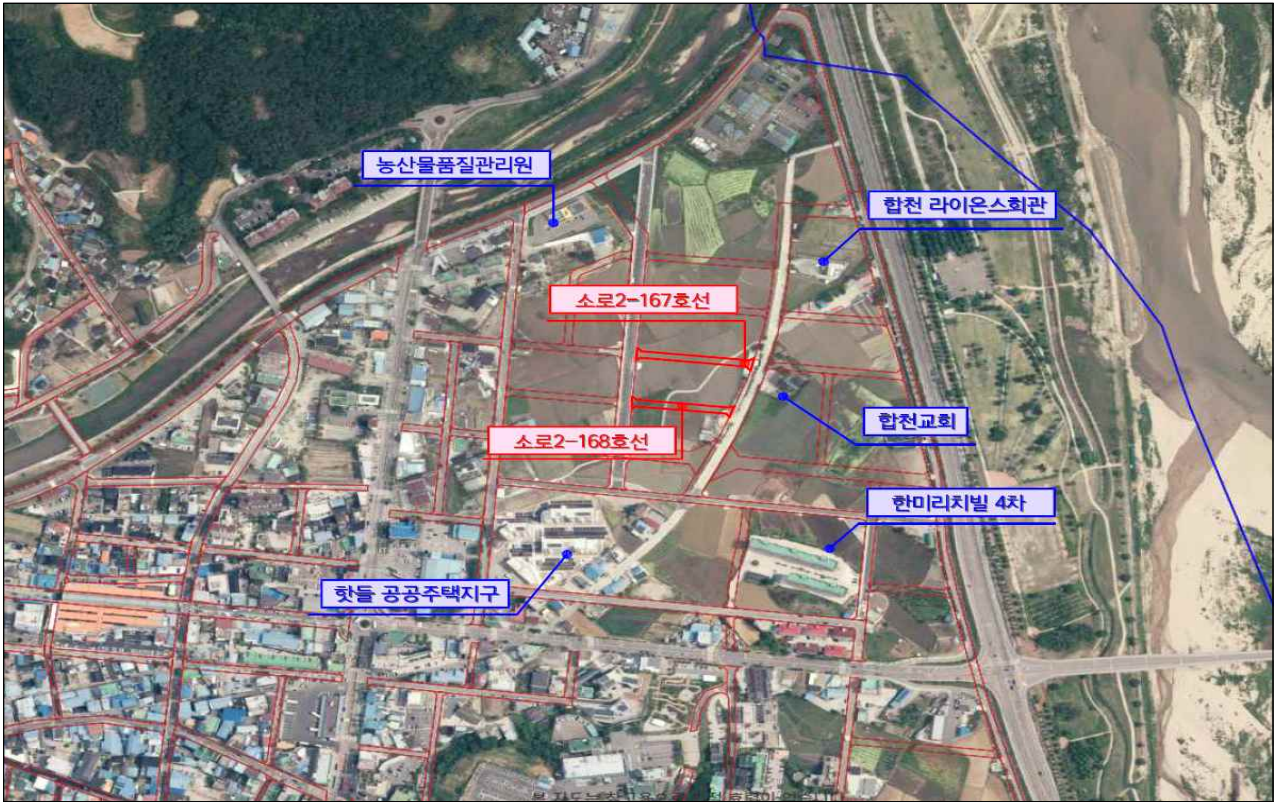 농산물품질관리원
합천 라이온스회관
소로2-167호선
합천교회
소로2-168호선
한미리치빌 4차
핫들 공공주택지구